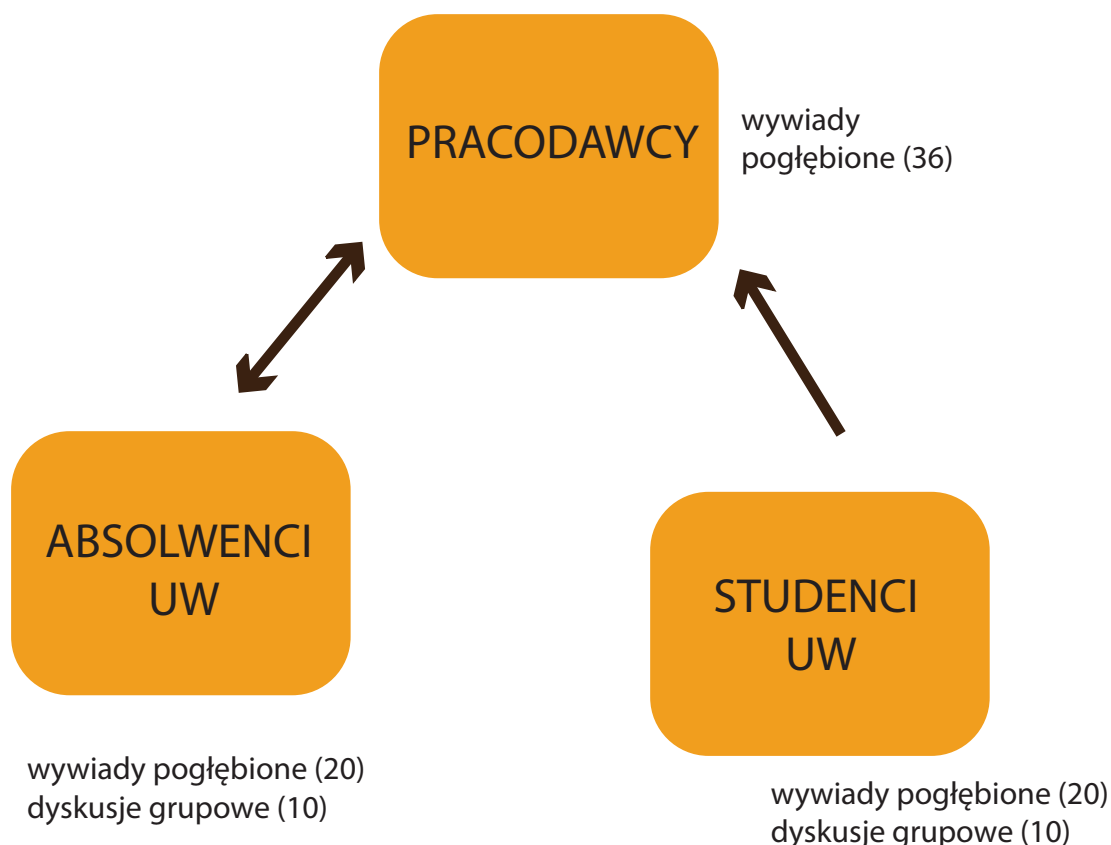 PRACODAWCY
wywiady
pogłębione (36)
ABSOLWENCI
UW
STUDENCI
UW
wywiady pogłębione (20)
dyskusje grupowe (10)
wywiady pogłębione (20)
dyskusje grupowe (10)